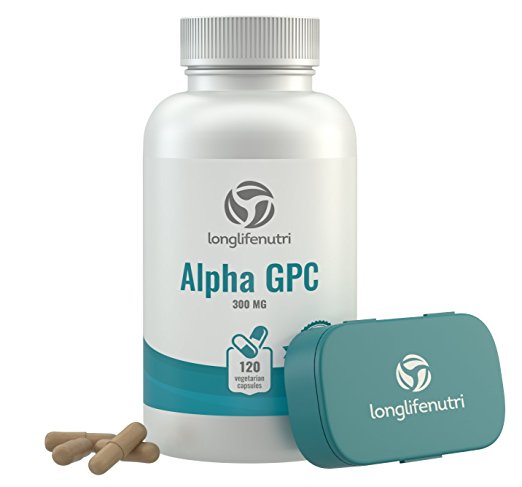 longlifenutri
Alpha GPC
300 MG
120
vegetarian
capsules
longlifenutri